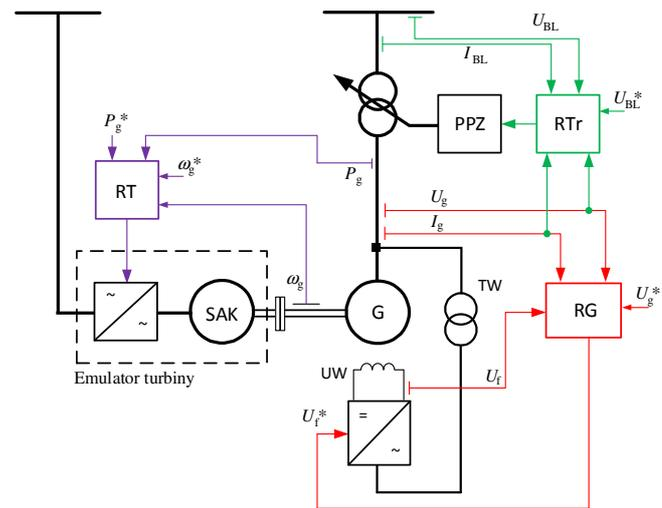 U_BL
I_BL
U_BL*
P_g*
PPZ
RTr
ω_g*
P_g
RT
U_g
I_g
ω_g
TW
U_g*
~
~
SAK
G
RG
Emulator turbiny
UW
U_f
U_f*
=
~